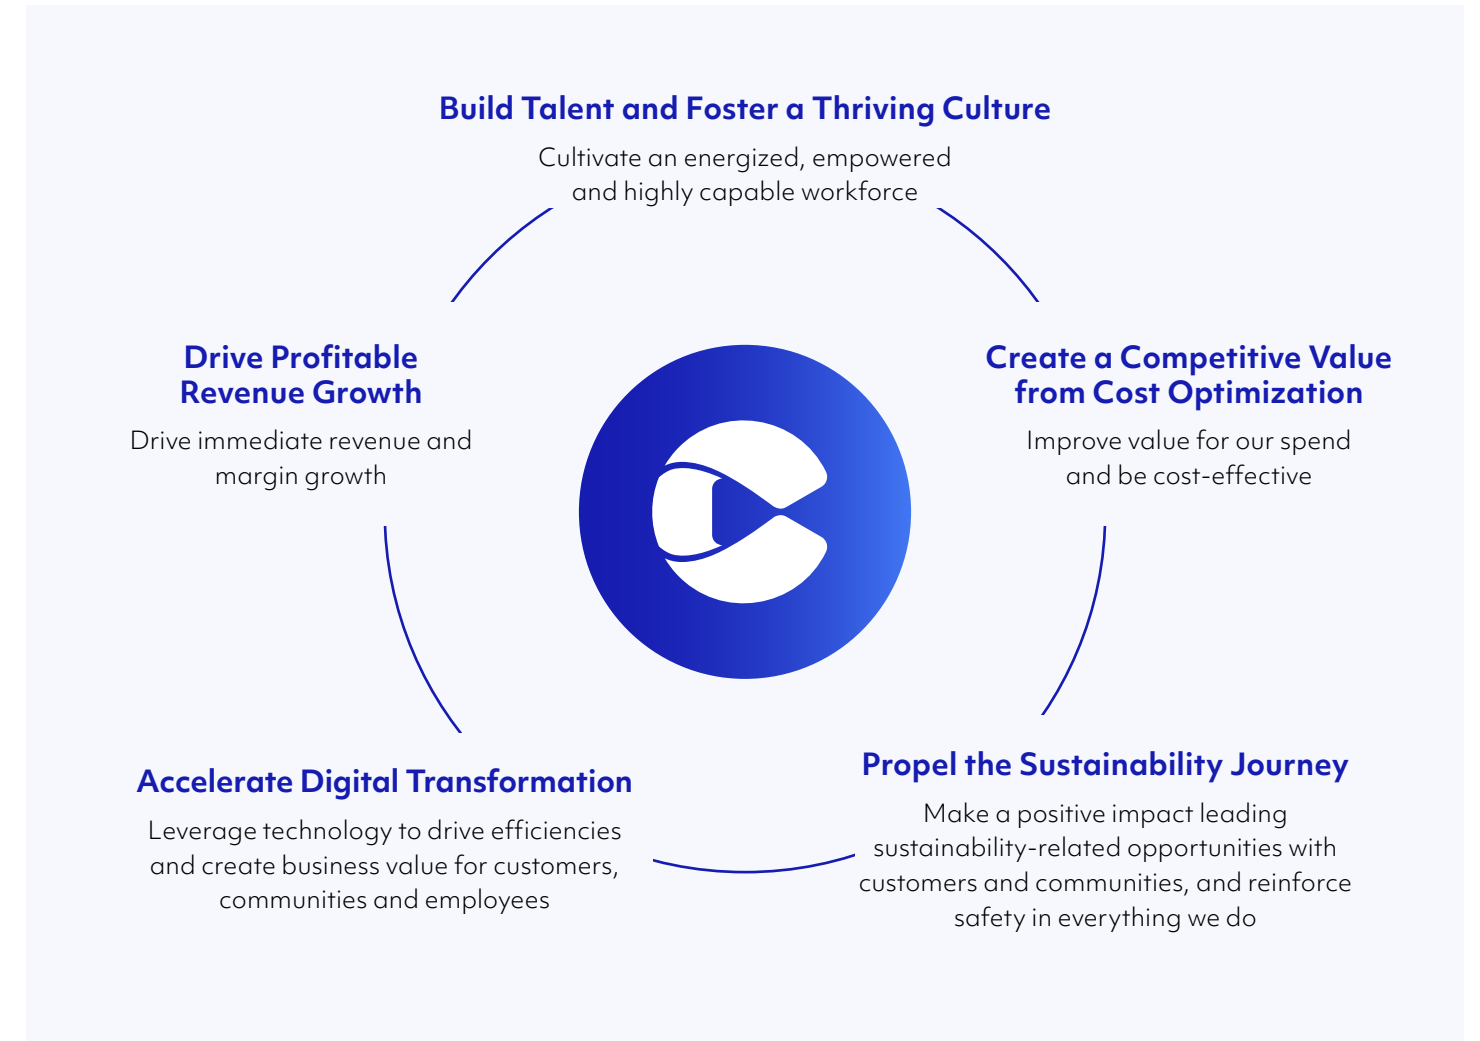 Build Talent and Foster a Thriving Culture
Cultivate an energized, empowered
and highly capable workforce
Drive Profitable
Revenue Growth
Drive immediate revenue and
margin growth
Create a Competitive Value
from Cost Optimization
Improve value for our spend
and be cost-effective
Accelerate Digital Transformation
Leverage technology to drive efficiencies
and create business value for customers,
communities and employees
Propel the Sustainability Journey
Make a positive impact leading
sustainability-related opportunities with
customers and communities, and reinforce
safety in everything we do